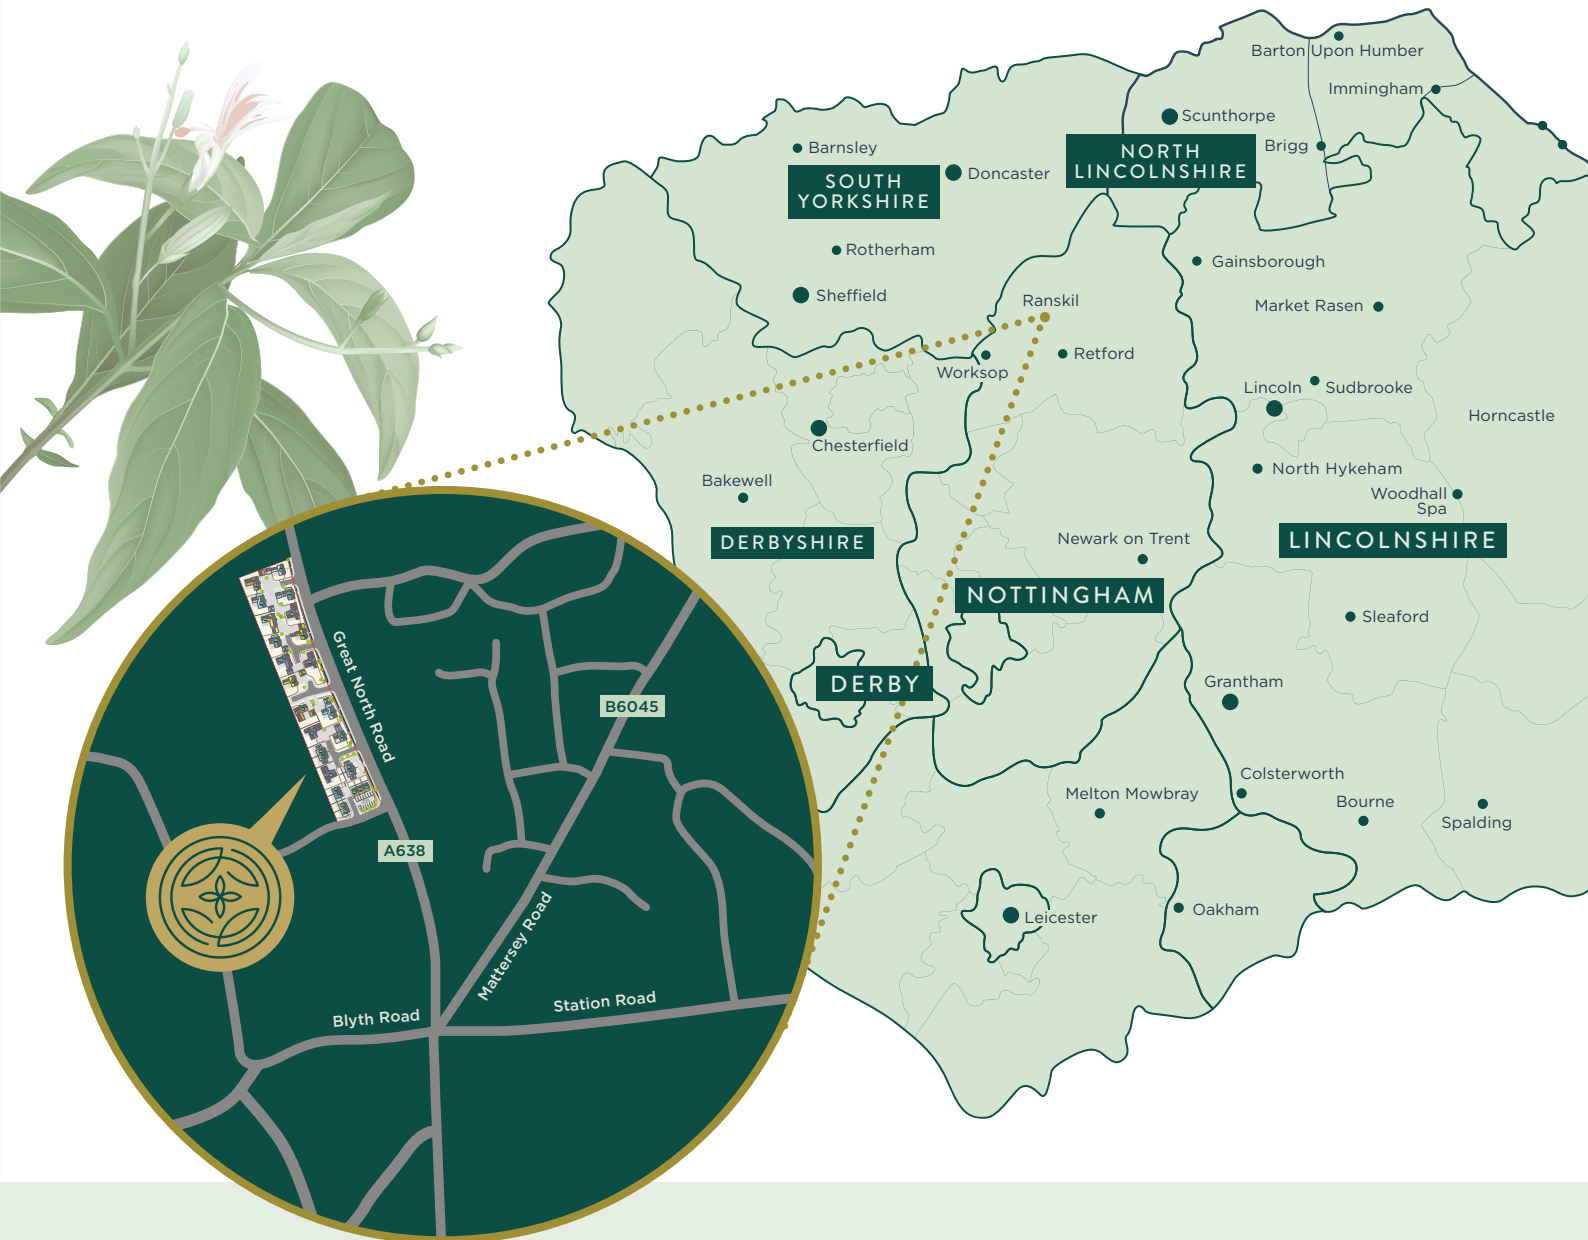 Barton Upon Humber
Immingham
Scunthorpe
Brigg
NORTH
LINCOLNSHIRE
Barnsley
Doncaster
SOUTH
YORKSHIRE
Rotherham
Sheffield
Gainsborough
Market Rasen
Ranskil
Retford
Worksop
Lincoln
Sudbrooke
Horncastle
Chesterfield
North Hykeham
Bakewell
Woodhall
Spa
DERBYSHIRE
Newark on Trent
LINCOLNSHIRE
NOTTINGHAM
Sleaford
DERBY
Grantham
Colsterworth
Melton Mowbray
Bourne
Spalding
Oakham
Leicester
Great North Road
B6045
A638
Mattersey Road
Station Road
Blyth Road